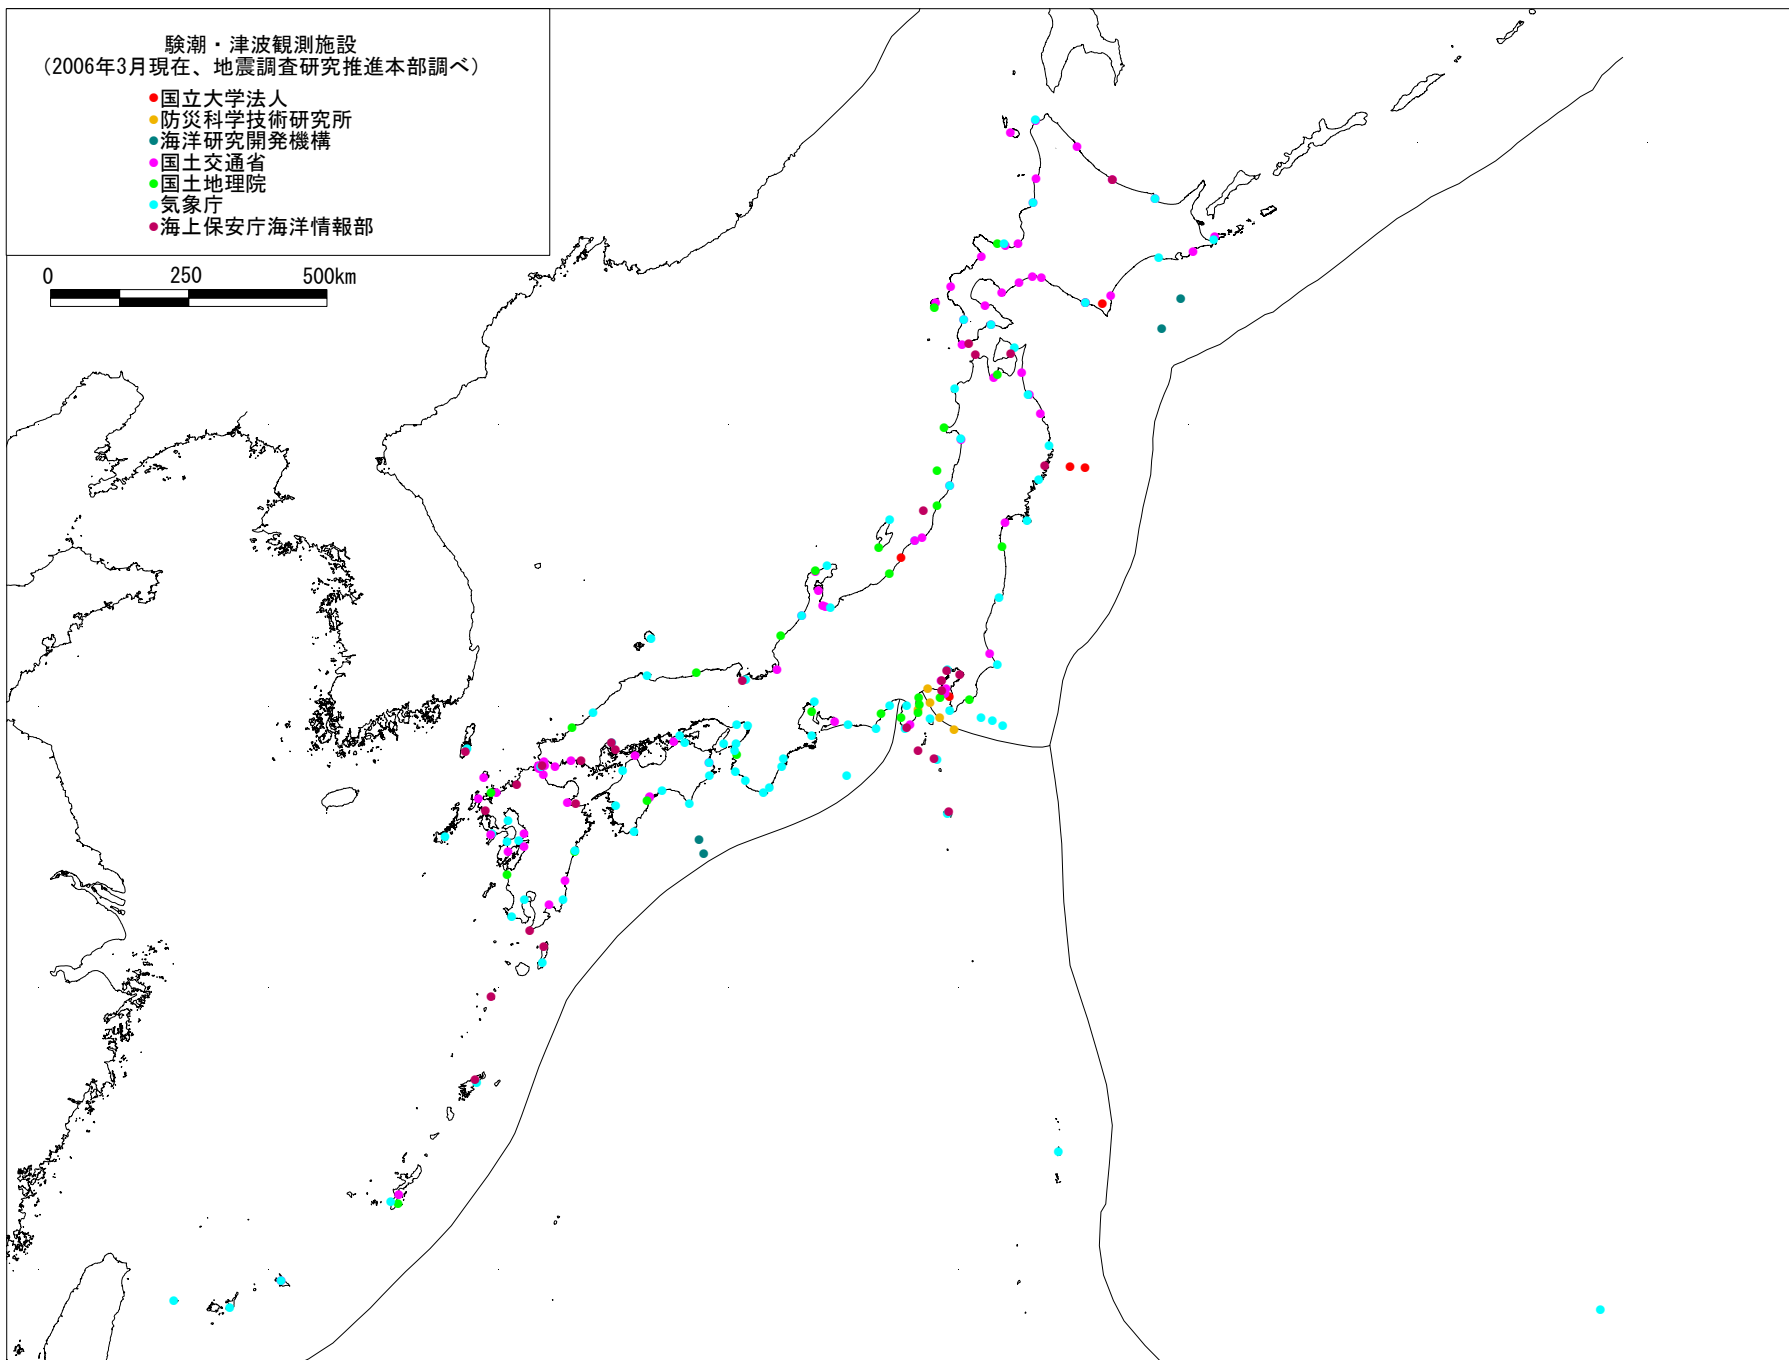 験潮・津波観測施設
（2006年3月現在、地震調査研究推進本部調べ）
国立大学法人
防災科学技術研究所
海洋研究開発機構
国土交通省
国土地理院
気象庁
海上保安庁海洋情報部
0 250 500km